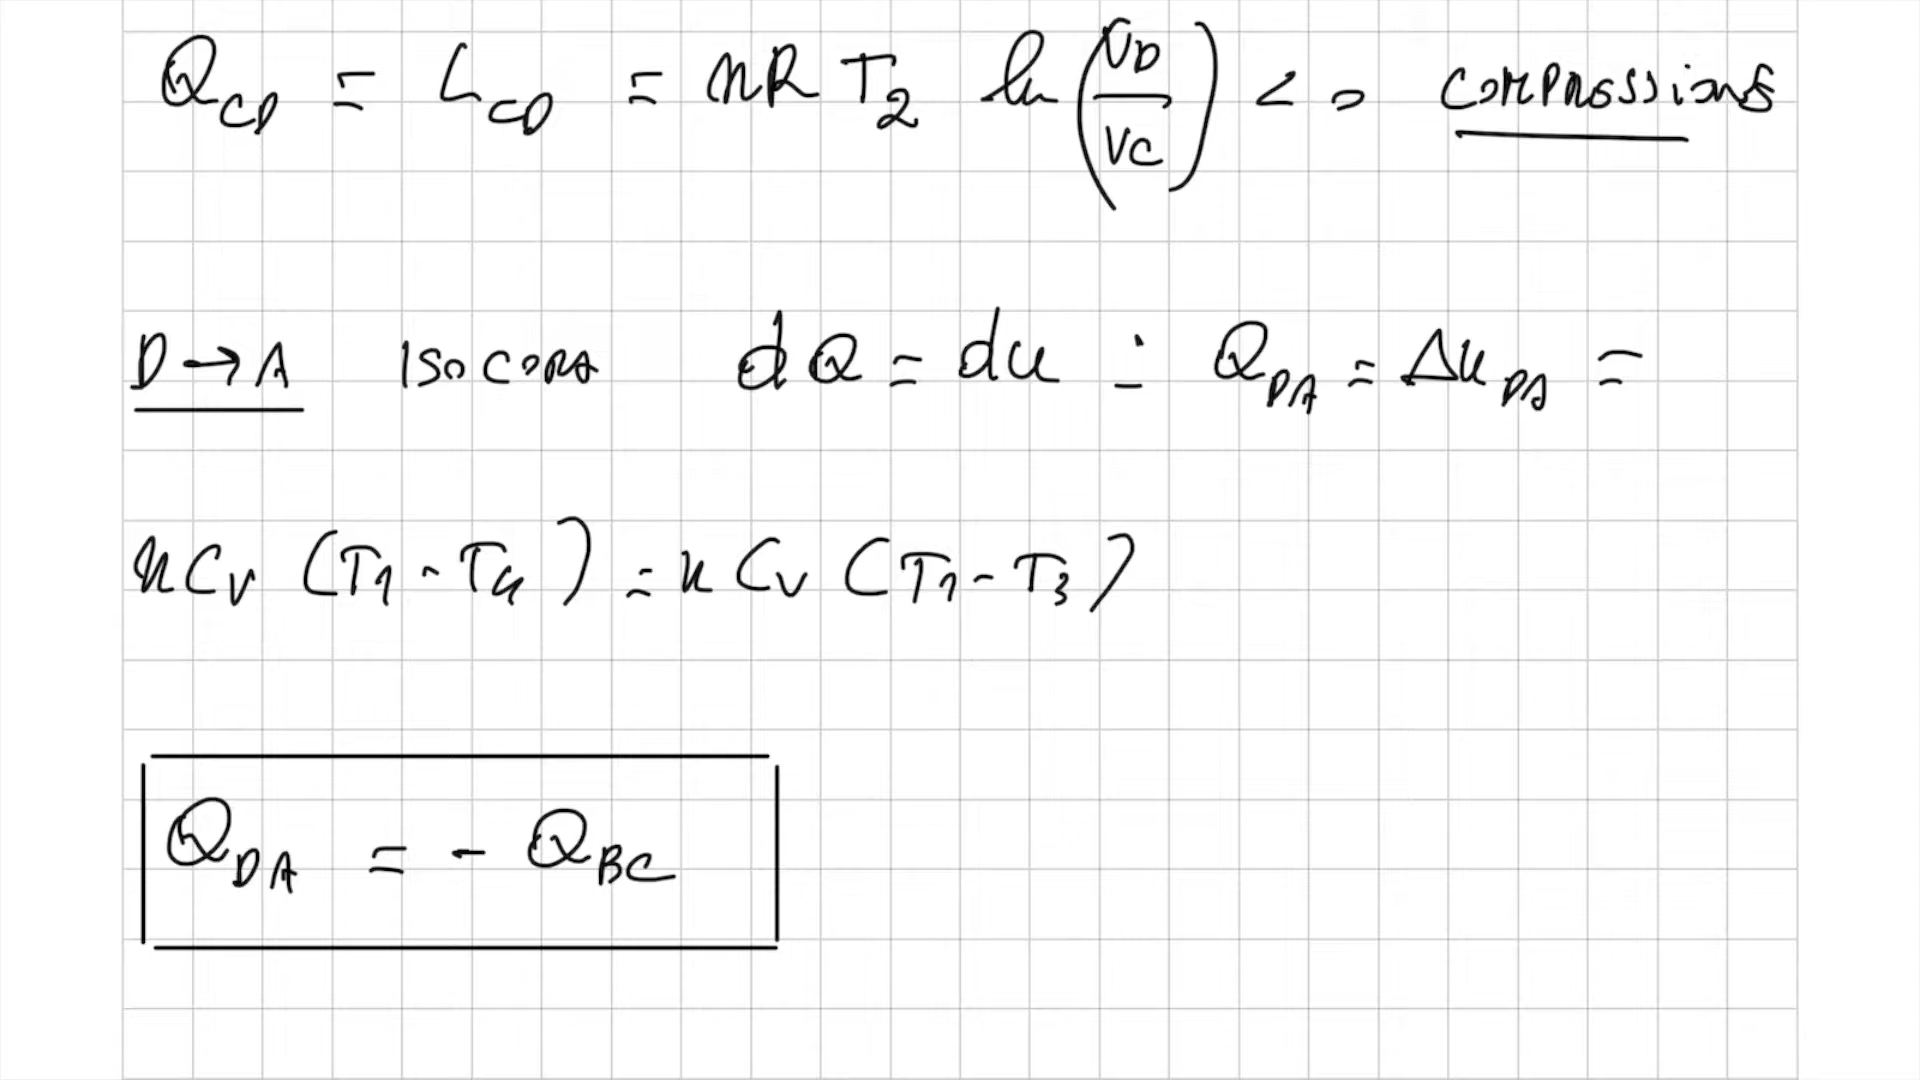 Q_CD = L_CD = nR T_2 ln(V_D/V_C) < 0 COMPRESSIONE
D → A ISOCORA dQ = du ÷ Q_DA = Δu_DA =
n C_V (T_1 - T_4) = n C_V (T_1 - T_3)
Q_DA = - Q_BC